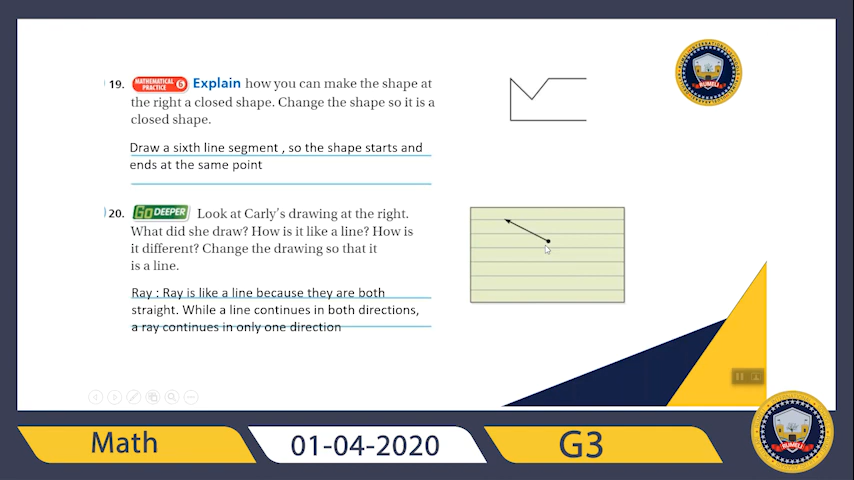 19. MATHEMATICAL PRACTICE 6 Explain how you can make the shape at
the right a closed shape. Change the shape so it is a
closed shape.
Draw a sixth line segment , so the shape starts and
ends at the same point
20. GO DEEPER Look at Carly's drawing at the right.
What did she draw? How is it like a line? How is
it different? Change the drawing so that it
is a line.
Ray : Ray is like a line because they are both
straight. While a line continues in both directions,
a ray continues in only one direction
RUMELI
Math
01-04-2020
G3
RUMELI